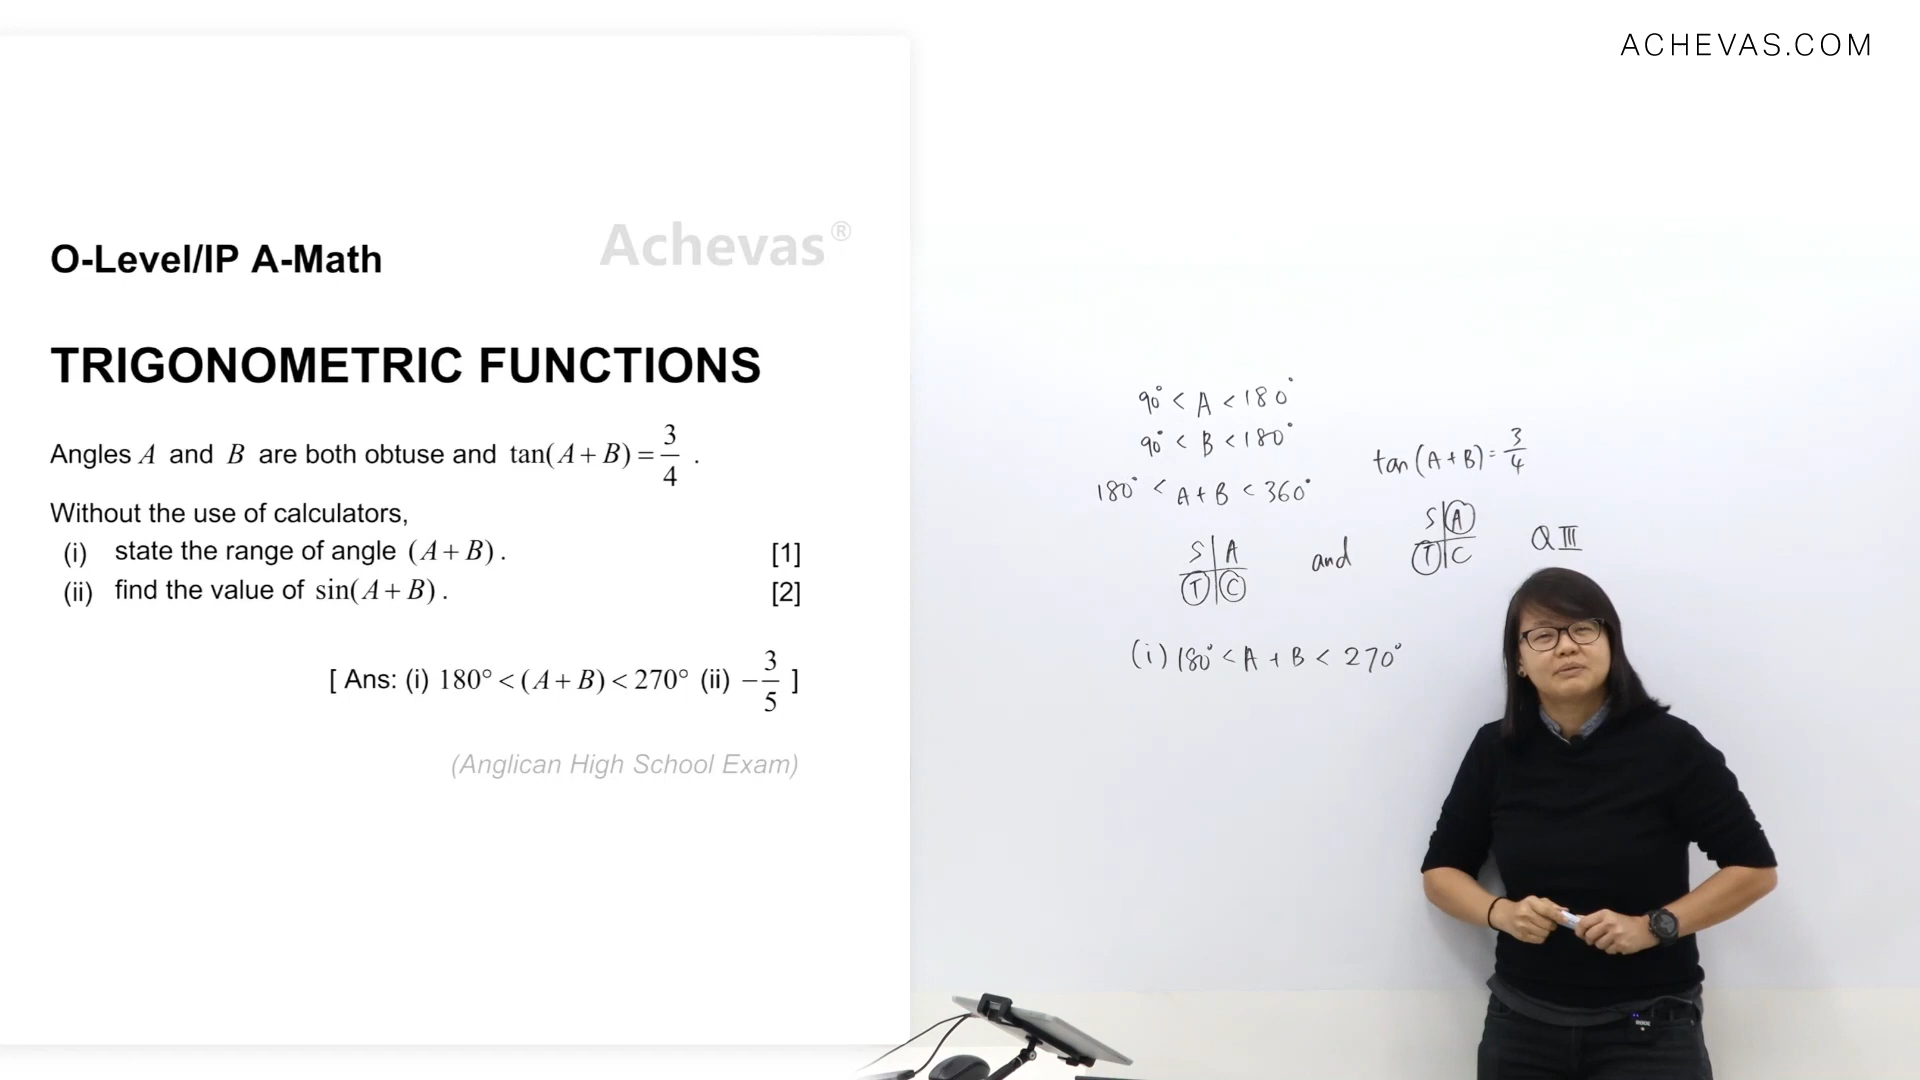 ACHEVAS.COM
Achevas®
O-Level/IP A-Math
TRIGONOMETRIC FUNCTIONS
Angles A and B are both obtuse and tan(A + B) = 3/4 .
Without the use of calculators,
(i) state the range of angle (A + B) . [1]
(ii) find the value of sin(A + B) . [2]
[ Ans: (i) 180° < (A + B) < 270° (ii) −3/5 ]
(Anglican High School Exam)
90° < A < 180°
90° < B < 180°
180° < A + B < 360°
tan (A + B) = 3/4
S A
T C
and
S A
T C
Q III
(i) 180° < A + B < 270°